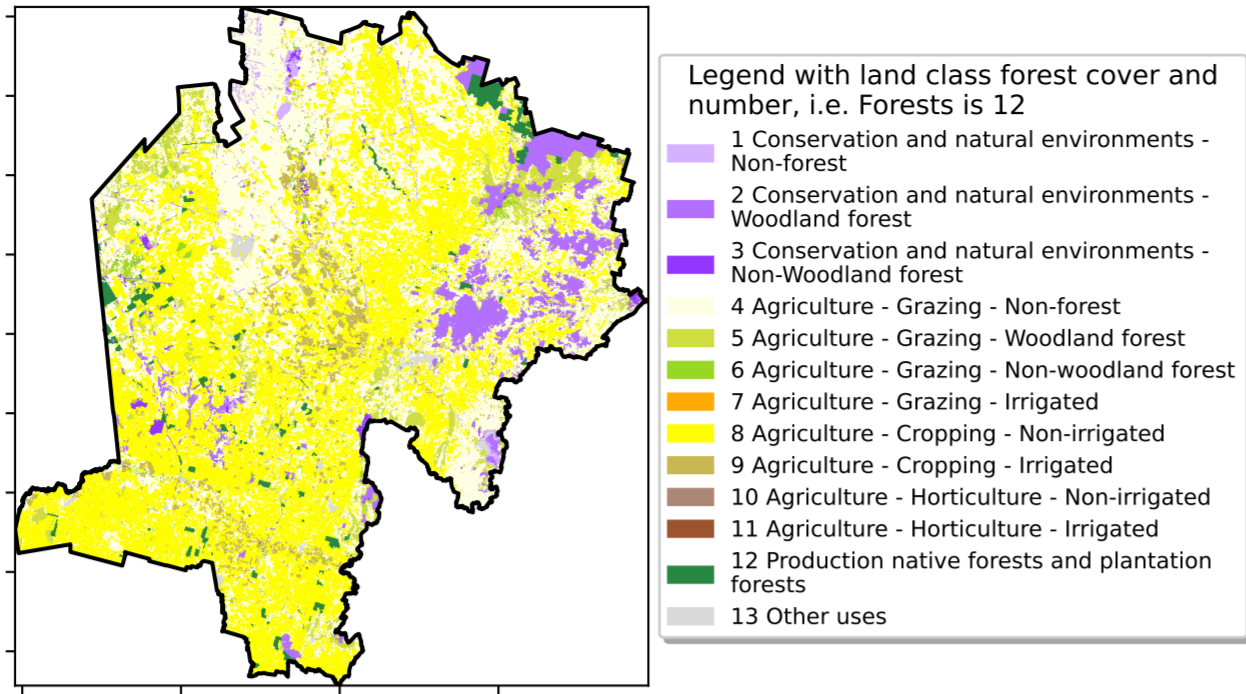 Legend with land class forest cover and
number, i.e. Forests is 12
1 Conservation and natural environments -
Non-forest
2 Conservation and natural environments -
Woodland forest
3 Conservation and natural environments -
Non-Woodland forest
4 Agriculture - Grazing - Non-forest
5 Agriculture - Grazing - Woodland forest
6 Agriculture - Grazing - Non-woodland forest
7 Agriculture - Grazing - Irrigated
8 Agriculture - Cropping - Non-irrigated
9 Agriculture - Cropping - Irrigated
10 Agriculture - Horticulture - Non-irrigated
11 Agriculture - Horticulture - Irrigated
12 Production native forests and plantation
forests
13 Other uses